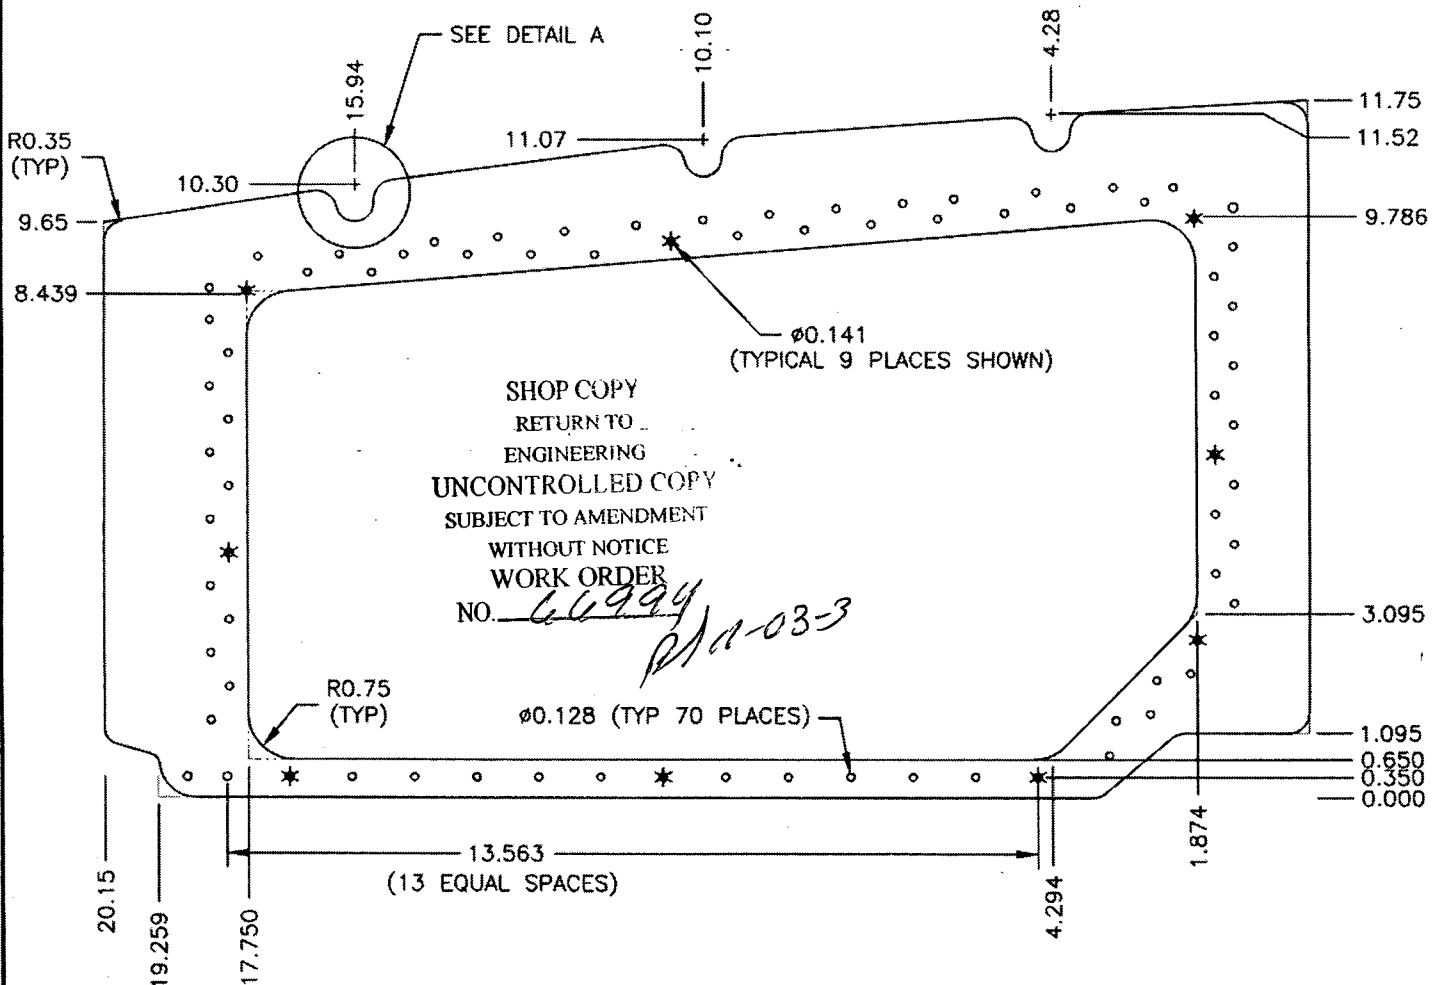 SEE DETAIL A
15.94
10.10
4.28
11.75
11.52
R0.35
(TYP)
11.07
10.30
9.65
9.786
8.439
ø0.141
(TYPICAL 9 PLACES SHOWN)
SHOP COPY
RETURN TO
ENGINEERING
UNCONTROLLED COPY
SUBJECT TO AMENDMENT
WITHOUT NOTICE
WORK ORDER
NO. 66994
3.095
R0.75
(TYP)
ø0.128 (TYP 70 PLACES)
1.095
0.650
0.350
0.000
13.563
(13 EQUAL SPACES)
20.15
19.259
17.750
4.294
1.874